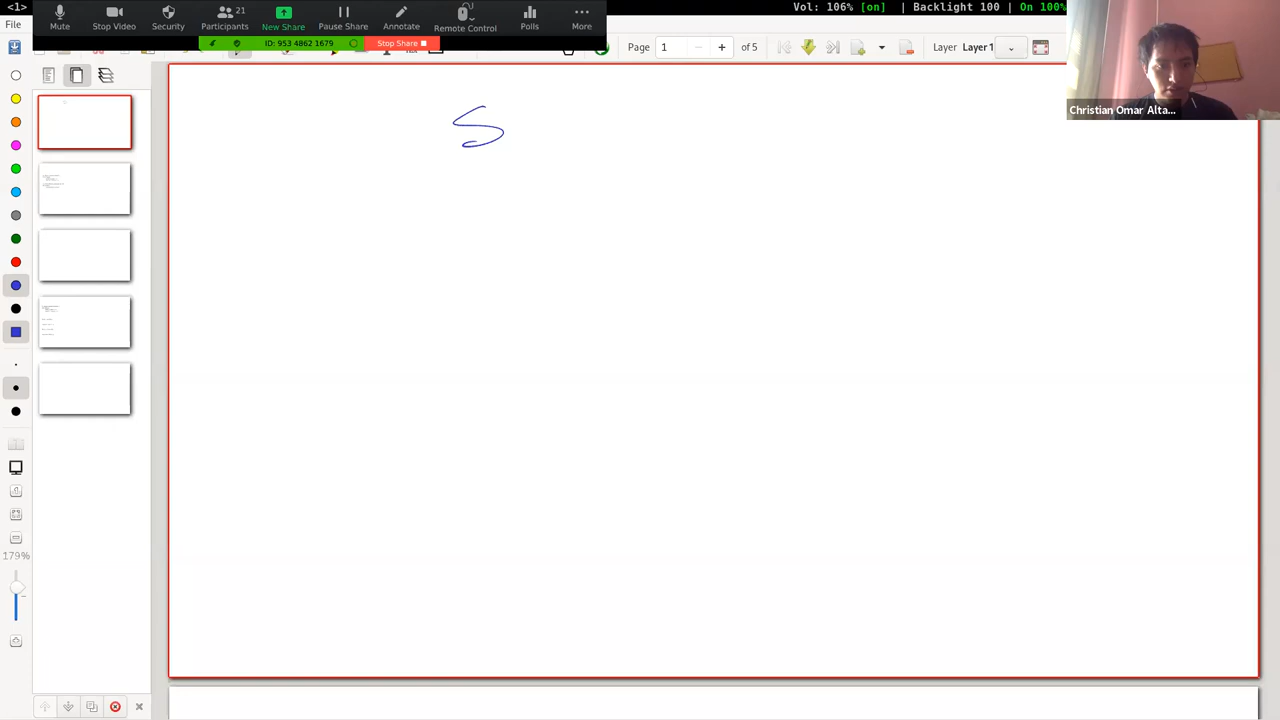 Vol: 106% [on] | Backlight 100 | On 100%
Mute Stop Video Security Participants 21 New Share Pause Share Annotate Remote Control Polls More
ID: 953 4862 1679 Stop Share
File
Page 1 of 5 Layer Layer 1
Christian Omar Alta...
S
179%